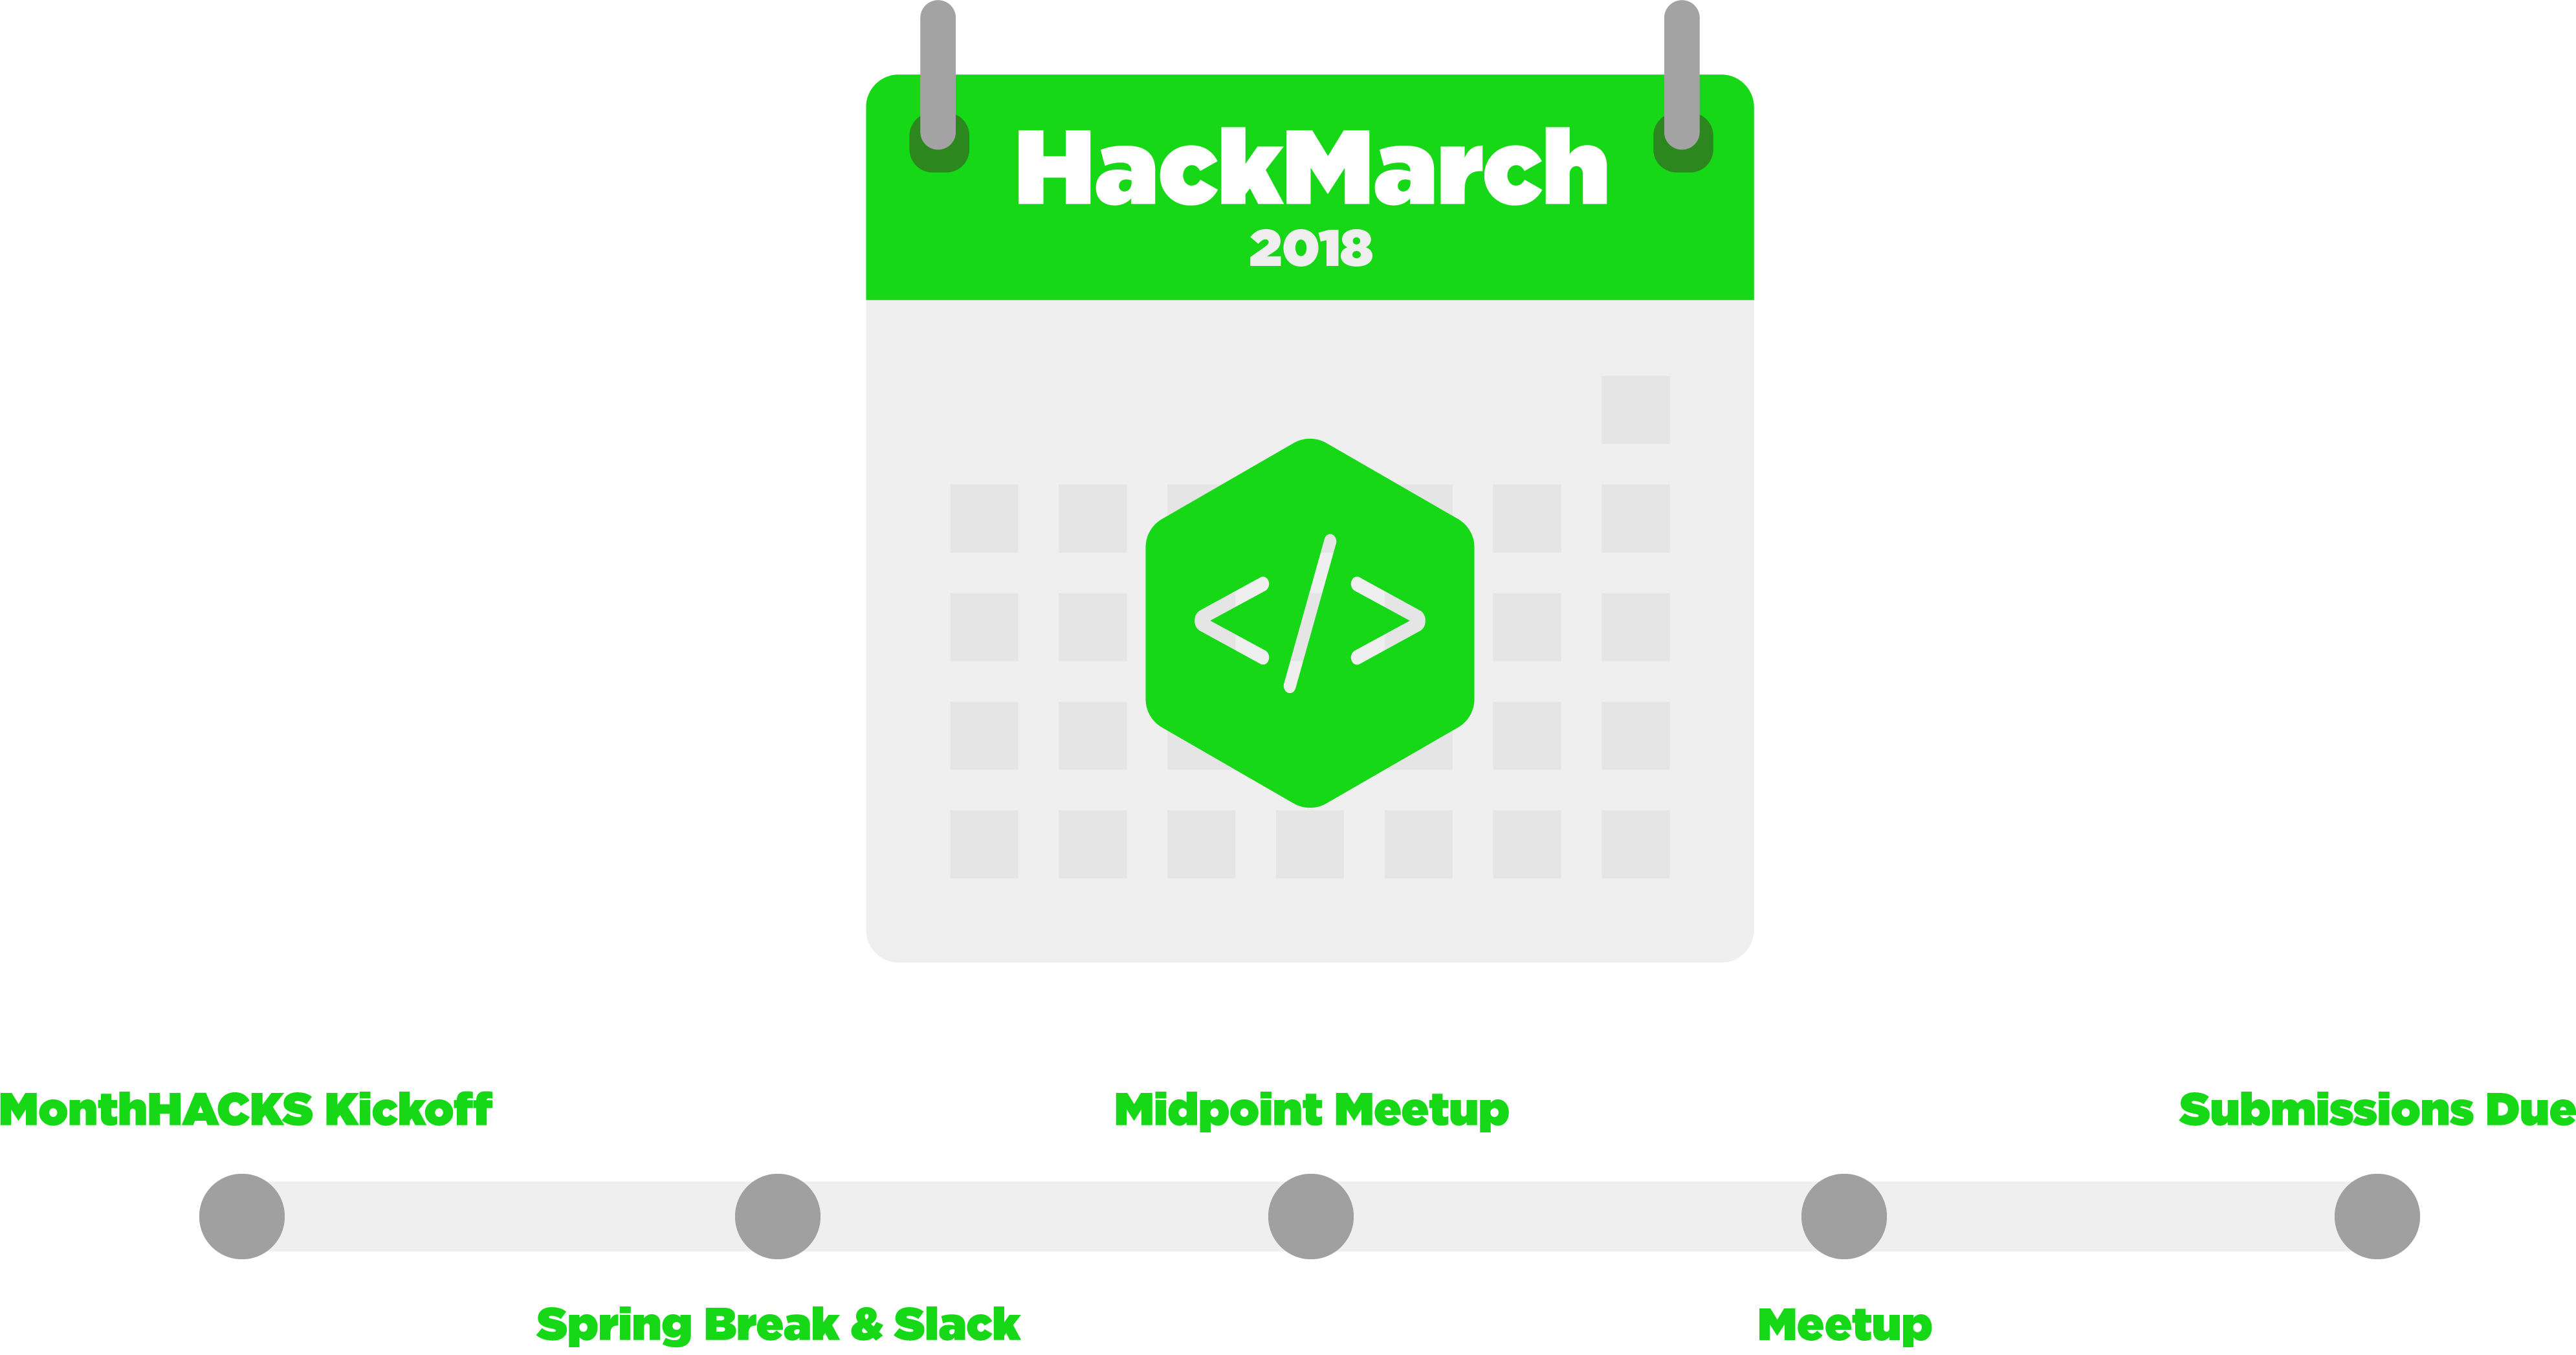 HackMarch
2018
</>
MonthHACKS Kickoff
Spring Break & Slack
Midpoint Meetup
Meetup
Submissions Due